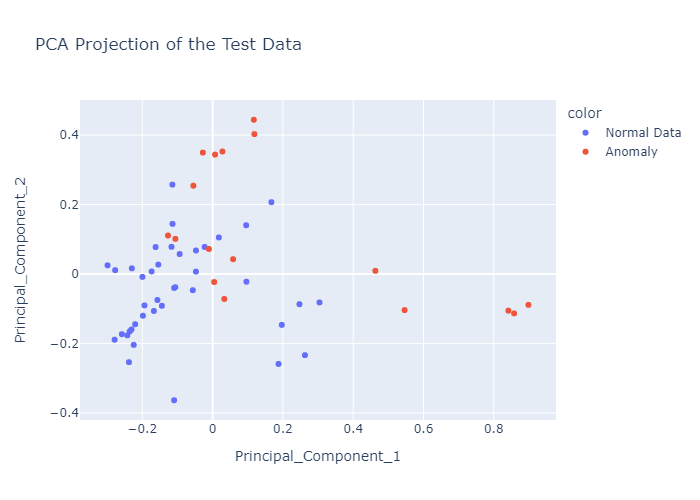 PCA Projection of the Test Data
color
Normal Data
Anomaly
Principal_Component_2
0.4
0.2
0
−0.2
−0.4
−0.2
0
0.2
0.4
0.6
0.8
Principal_Component_1